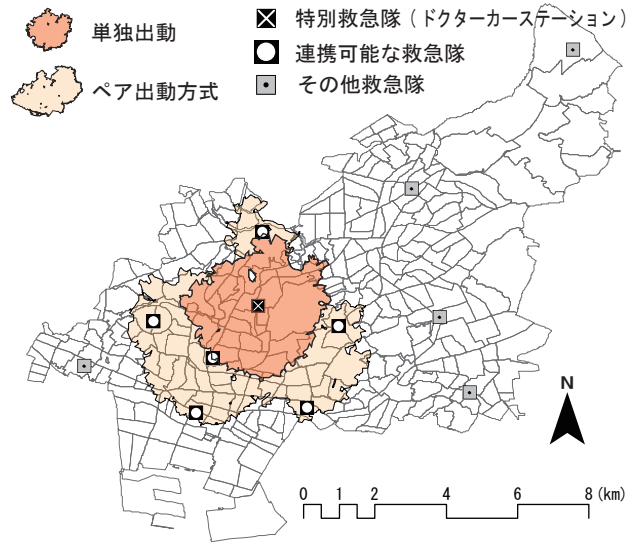 単独出動
ペア出動方式
特別救急隊（ドクターカーステーション）
連携可能な救急隊
その他救急隊
N
0 1 2 4 6 8 (km)